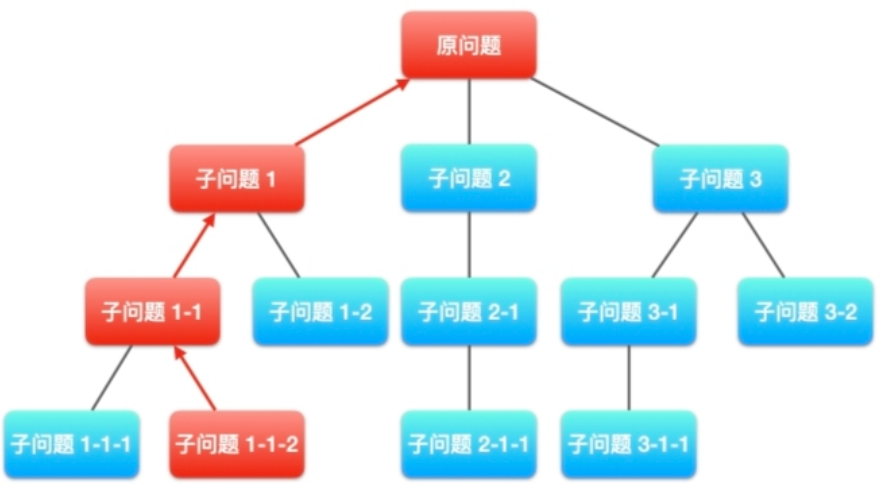 原问题
子问题 1
子问题 2
子问题 3
子问题 1-1
子问题 1-2
子问题 2-1
子问题 3-1
子问题 3-2
子问题 1-1-1
子问题 1-1-2
子问题 2-1-1
子问题 3-1-1